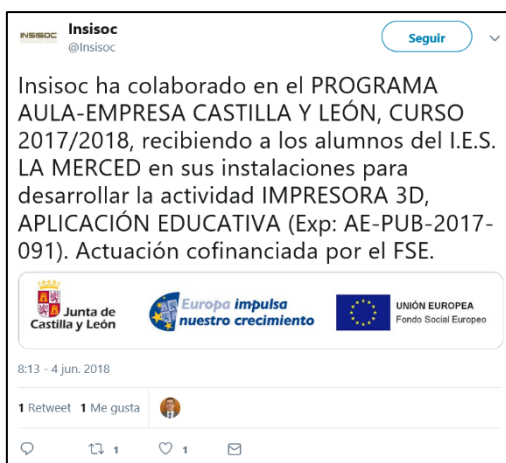 INSISOC
Insisoc
@Insisoc
Seguir
Insisoc ha colaborado en el PROGRAMA
AULA-EMPRESA CASTILLA Y LEÓN, CURSO
2017/2018, recibiendo a los alumnos del I.E.S.
LA MERCED en sus instalaciones para
desarrollar la actividad IMPRESORA 3D,
APLICACIÓN EDUCATIVA (Exp: AE-PUB-2017-
091). Actuación cofinanciada por el FSE.
Junta de
Castilla y León
Europa impulsa
nuestro crecimiento
UNIÓN EUROPEA
Fondo Social Europeo
8:13 - 4 jun. 2018
1 Retweet 1 Me gusta
1 1